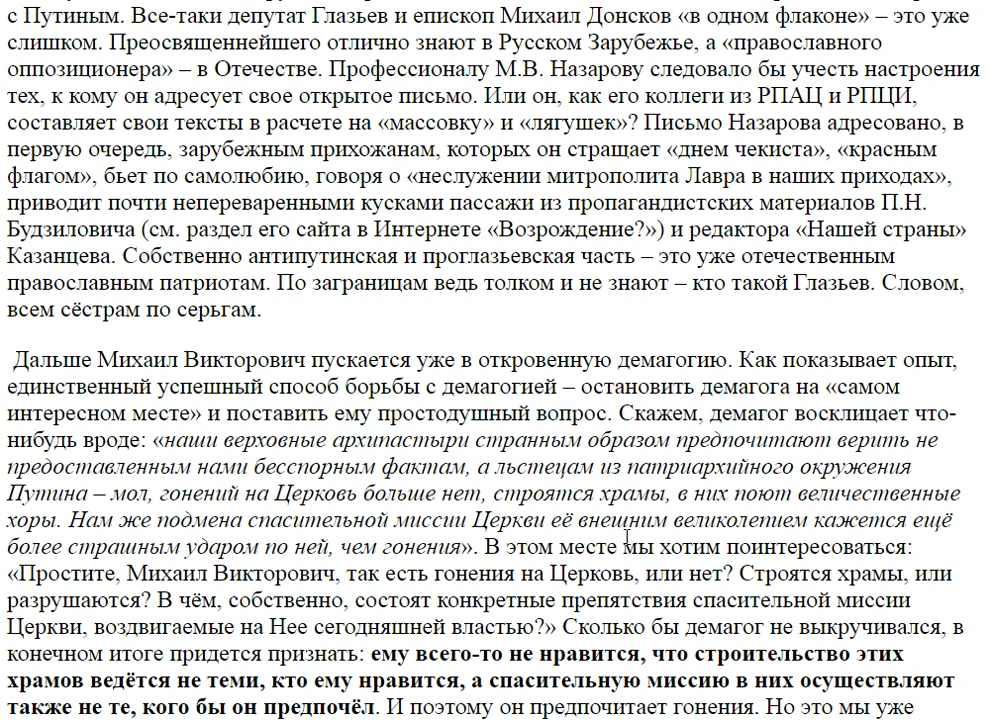 с Путиным. Все-таки депутат Глазьев и епископ Михаил Донсков «в одном флаконе» – это уже
слишком. Преосвященнейшего отлично знают в Русском Зарубежье, а «православного
оппозиционера» – в Отечестве. Профессионалу М.В. Назарову следовало бы учесть настроения
тех, к кому он адресует свое открытое письмо. Или он, как его коллеги из РПАЦ и РПЦИ,
составляет свои тексты в расчете на «массовку» и «лягушек»? Письмо Назарова адресовано, в
первую очередь, зарубежным прихожанам, которых он стращает «днем чекиста», «красным
флагом», бьет по самолюбию, говоря о «неслужении митрополита Лавра в наших приходах»,
приводит почти непереваренными кусками пассажи из пропагандистских материалов П.Н.
Будзиловича (см. раздел его сайта в Интернете «Возрождение?») и редактора «Нашей страны»
Казанцева. Собственно антипутинская и проглазьевская часть – это уже отечественным
православным патриотам. По заграницам ведь толком и не знают – кто такой Глазьев. Словом,
всем сёстрам по серьгам.
Дальше Михаил Викторович пускается уже в откровенную демагогию. Как показывает опыт,
единственный успешный способ борьбы с демагогией – остановить демагога на «самом
интересном месте» и поставить ему простодушный вопрос. Скажем, демагог восклицает что-
нибудь вроде: «наши верховные архипастыри странным образом предпочитают верить не
предоставленным нами бесспорным фактам, а льстецам из патриархийного окружения
Путина – мол, гонений на Церковь больше нет, строятся храмы, в них поют величественные
хоры. Нам же подмена спасительной миссии Церкви её внешним великолепием кажется ещё
более страшным ударом по ней, чем гонения». В этом месте мы хотим поинтересоваться:
«Простите, Михаил Викторович, так есть гонения на Церковь, или нет? Строятся храмы, или
разрушаются? В чём, собственно, состоят конкретные препятствия спасительной миссии
Церкви, воздвигаемые на Нее сегодняшней властью?» Сколько бы демагог не выкручивался, в
конечном итоге придется признать: ему всего-то не нравится, что строительство этих
храмов ведётся не теми, кто ему нравится, а спасительную миссию в них осуществляют
также не те, кого бы он предпочёл. И поэтому он предпочитает гонения. Но это мы уже